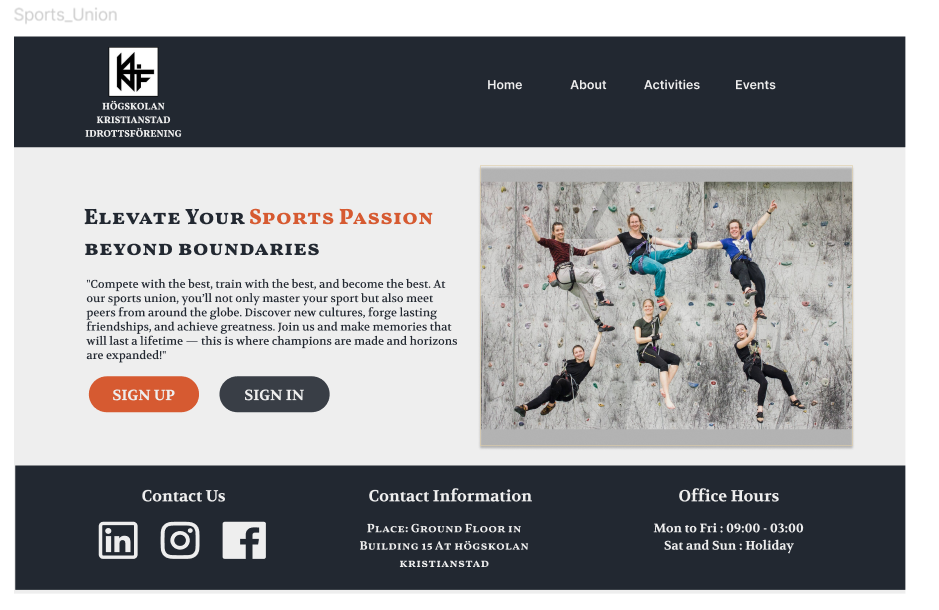 Sports_Union
HÖGSKOLAN
KRISTIANSTAD
IDROTTSFÖRENING
Home
About
Activities
Events
Elevate Your Sports Passion
beyond boundaries
"Compete with the best, train with the best, and become the best. At
our sports union, you'll not only master your sport but also meet
peers from around the globe. Discover new cultures, forge lasting
friendships, and achieve greatness. Join us and make memories that
will last a lifetime — this is where champions are made and horizons
are expanded!"
SIGN UP
SIGN IN
Contact Us
in
Contact Information
Place: Ground Floor in
Building 15 At högskolan
kristianstad
Office Hours
Mon to Fri : 09:00 - 03:00
Sat and Sun : Holiday